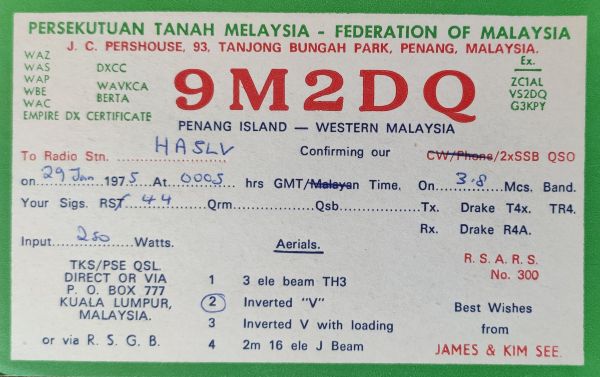 PERSEKUTUAN TANAH MELAYSIA - FEDERATION OF MALAYSIA
J. C. PERSHOUSE, 93, TANJONG BUNGAH PARK, PENANG, MALAYSIA.
WAZ
WAS DXCC
WAP WAVKCA
WBE BERTA
WAC
EMPIRE DX CERTIFICATE
9M2DQ
Ex.
ZC1AL
VS2DQ
G3KPY
PENANG ISLAND — WESTERN MALAYSIA
To Radio Stn. HA5LV Confirming our CW/Phone/2xSSB QSO
on 29 Jan 1975 At 0005 hrs GMT/Malayan Time. On 3.8 Mcs. Band.
Your Sigs. RST 44 Qrm Qsb Tx. Drake T4x. TR4.
Rx. Drake R4A.
Input 250 Watts.
Aerials.
R. S. A. R. S.
No. 300
TKS/PSE QSL.
DIRECT OR VIA
P. O. BOX 777
KUALA LUMPUR,
MALAYSIA.
or via R. S. G. B.
1 3 ele beam TH3
2 Inverted "V"
3 Inverted V with loading
4 2m 16 ele J Beam
Best Wishes
from
JAMES & KIM SEE.